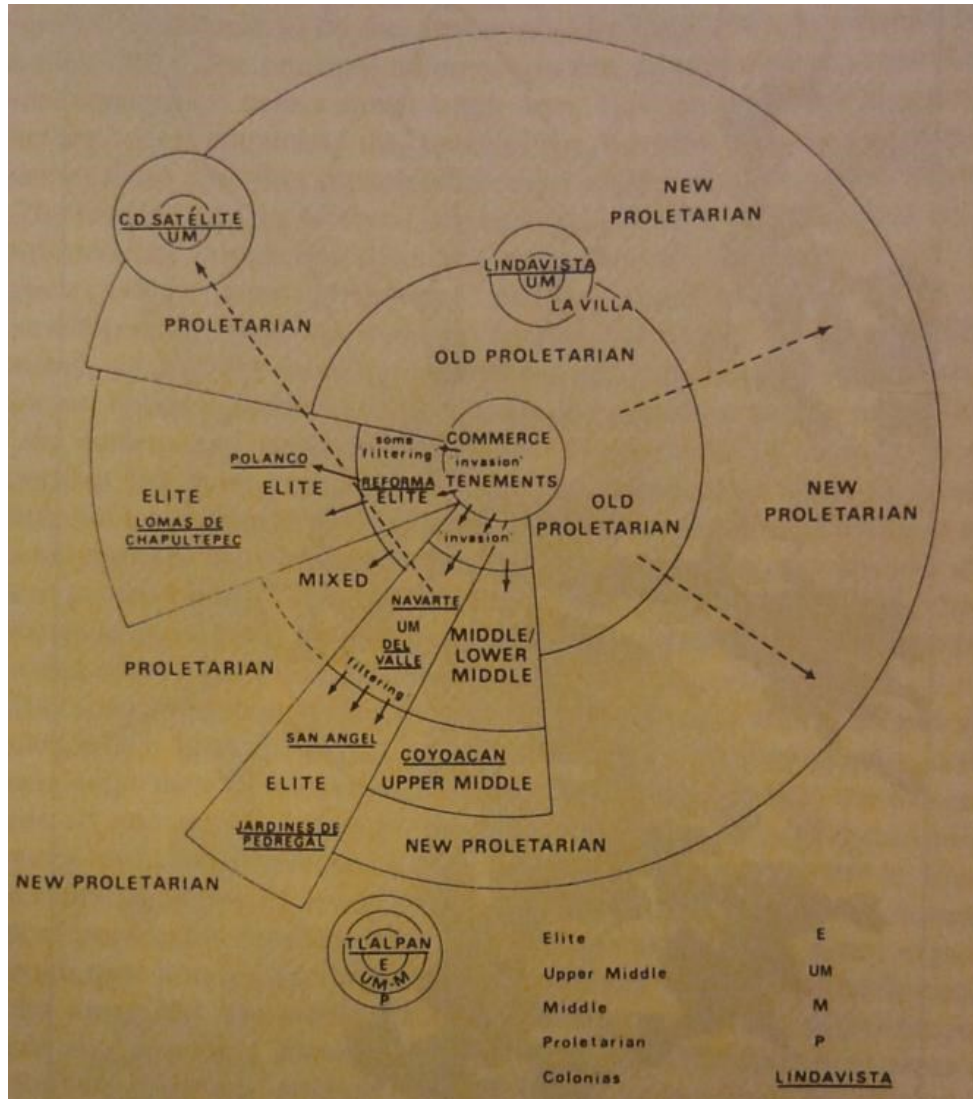 NEW
PROLETARIAN
CD SATÉLITE
UM
LINDAVISTA
UM
LA VILLA
PROLETARIAN
OLD PROLETARIAN
COMMERCE
some
'filtering'
'invasion'
TENEMENTS
POLANCO
ELITE
REFORMA
ELITE
ELITE
LOMAS DE
CHAPULTEPEC
OLD
PROLETARIAN
NEW
PROLETARIAN
'invasion'
MIXED
NAVARTE
UM
DEL
VALLE
MIDDLE/
LOWER
MIDDLE
PROLETARIAN
'filtering'
SAN ANGEL
COYOACAN
UPPER MIDDLE
ELITE
JARDINES DE
PEDREGAL
NEW PROLETARIAN
NEW PROLETARIAN
TLALPAN
E
UM-M
P
Elite E
Upper Middle UM
Middle M
Proletarian P
Colonias LINDAVISTA